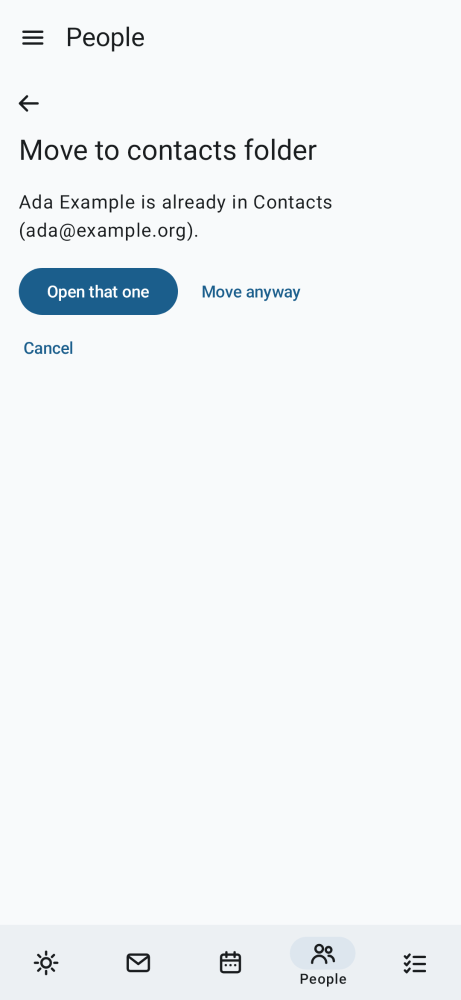 People
Move to contacts folder
Ada Example is already in Contacts
(ada@example.org).
Open that one
Move anyway
Cancel
People